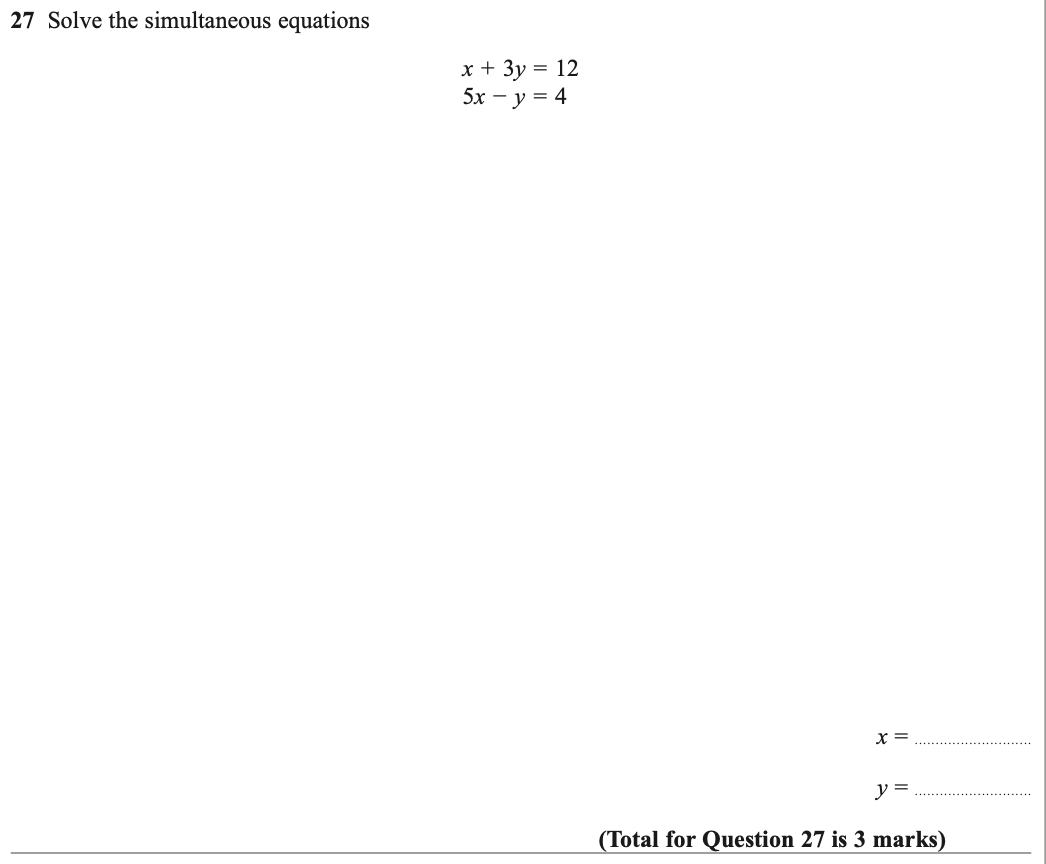 27 Solve the simultaneous equations
x + 3y = 12
5x − y = 4
x = ............................
y = ............................
(Total for Question 27 is 3 marks)